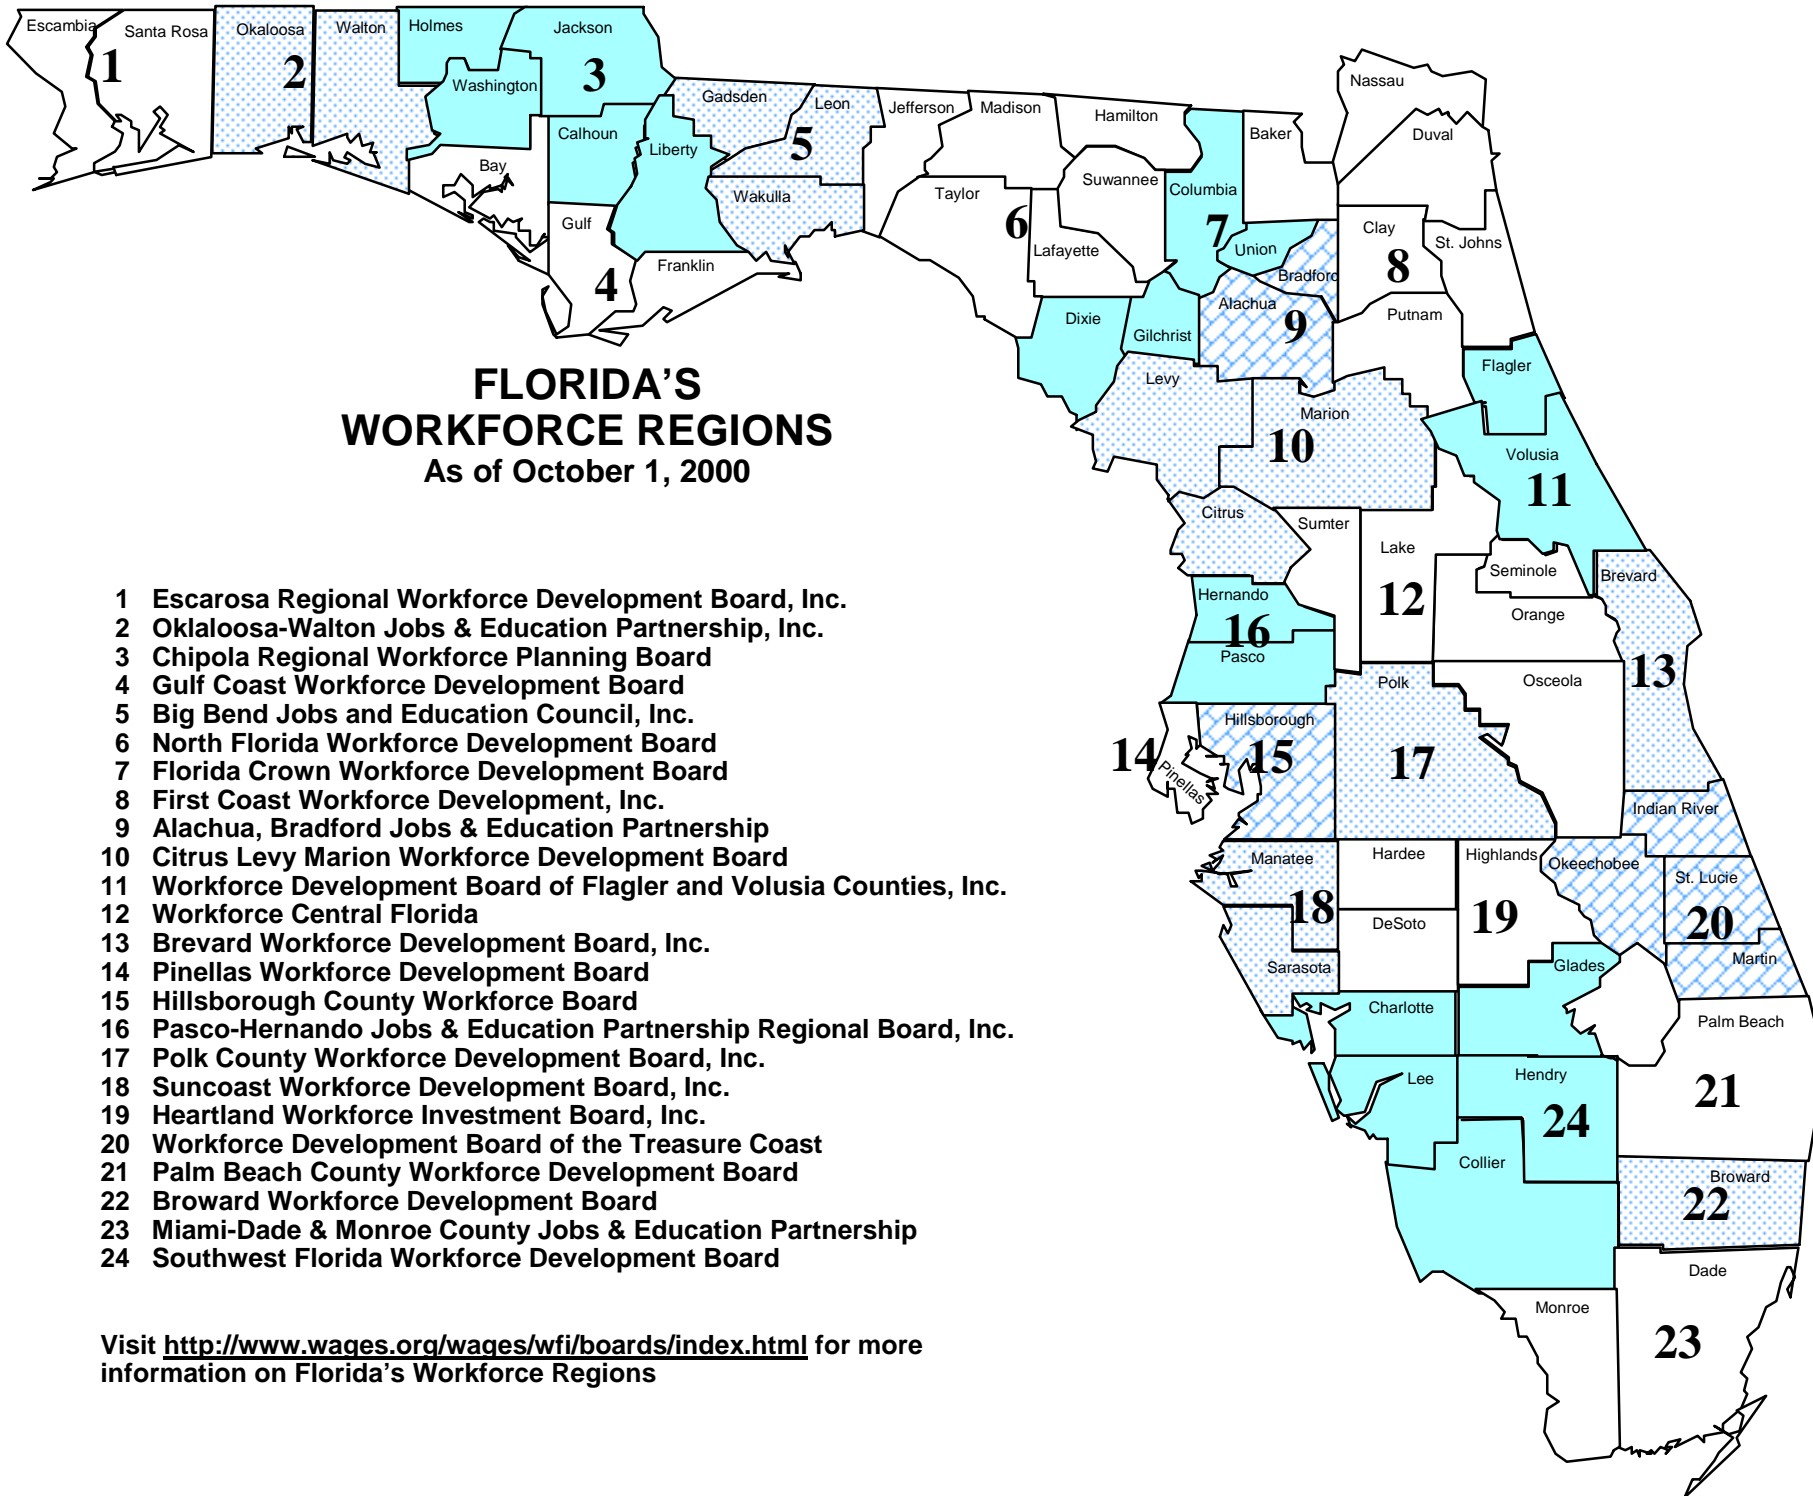 Escambia
Santa Rosa
1
Okaloosa
2
Walton
Holmes
Washington
Jackson
3
Calhoun
Liberty
Bay
Gulf
4
Franklin
Gadsden
Leon
5
Wakulla
Jefferson
Madison
Hamilton
Taylor
6
Suwannee
Lafayette
Columbia
7
Union
Baker
Nassau
Duval
Clay
8
St. Johns
Bradford
Alachua
9
Putnam
Dixie
Gilchrist
Levy
Marion
10
Flagler
Volusia
11
Citrus
Sumter
Lake
12
Seminole
Orange
Brevard
13
Hernando
16
Pasco
Osceola
Polk
17
Hillsborough
15
14
Pinellas
Indian River
Manatee
18
Hardee
Highlands
19
Okeechobee
St. Lucie
20
DeSoto
Sarasota
Martin
Glades
Charlotte
Palm Beach
21
Lee
Hendry
24
Collier
Broward
22
Dade
23
Monroe
FLORIDA’S
WORKFORCE REGIONS
As of October 1, 2000
1 Escarosa Regional Workforce Development Board, Inc.
2 Oklaloosa-Walton Jobs & Education Partnership, Inc.
3 Chipola Regional Workforce Planning Board
4 Gulf Coast Workforce Development Board
5 Big Bend Jobs and Education Council, Inc.
6 North Florida Workforce Development Board
7 Florida Crown Workforce Development Board
8 First Coast Workforce Development, Inc.
9 Alachua, Bradford Jobs & Education Partnership
10 Citrus Levy Marion Workforce Development Board
11 Workforce Development Board of Flagler and Volusia Counties, Inc.
12 Workforce Central Florida
13 Brevard Workforce Development Board, Inc.
14 Pinellas Workforce Development Board
15 Hillsborough County Workforce Board
16 Pasco-Hernando Jobs & Education Partnership Regional Board, Inc.
17 Polk County Workforce Development Board, Inc.
18 Suncoast Workforce Development Board, Inc.
19 Heartland Workforce Investment Board, Inc.
20 Workforce Development Board of the Treasure Coast
21 Palm Beach County Workforce Development Board
22 Broward Workforce Development Board
23 Miami-Dade & Monroe County Jobs & Education Partnership
24 Southwest Florida Workforce Development Board
Visit http://www.wages.org/wages/wfi/boards/index.html for more
information on Florida’s Workforce Regions